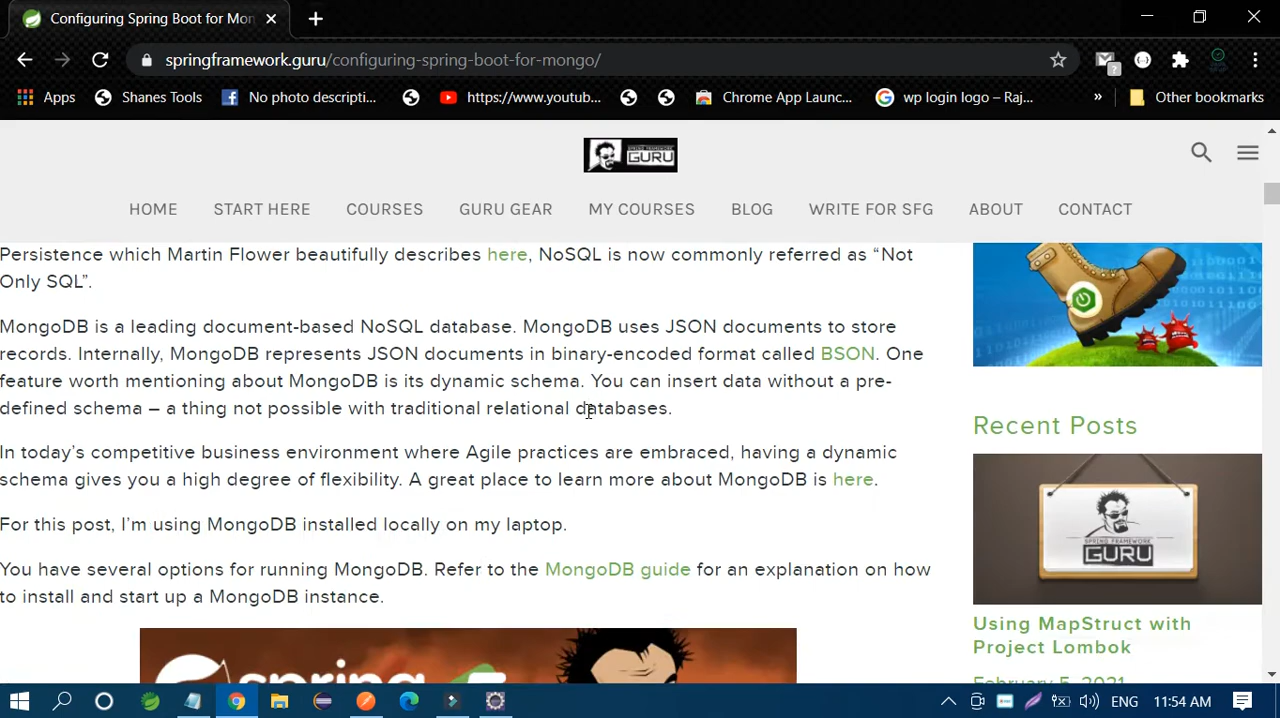 Configuring Spring Boot for Mon
springframework.guru/configuring-spring-boot-for-mongo/
Apps Shanes Tools No photo descripti... https://www.youtub... Chrome App Launc... wp login logo – Raj... » Other bookmarks
GURU
HOME START HERE COURSES GURU GEAR MY COURSES BLOG WRITE FOR SFG ABOUT CONTACT
Persistence which Martin Flower beautifully describes here, NoSQL is now commonly referred as “Not
Only SQL”.
MongoDB is a leading document-based NoSQL database. MongoDB uses JSON documents to store
records. Internally, MongoDB represents JSON documents in binary-encoded format called BSON. One
feature worth mentioning about MongoDB is its dynamic schema. You can insert data without a pre-
defined schema – a thing not possible with traditional relational databases.
In today’s competitive business environment where Agile practices are embraced, having a dynamic
schema gives you a high degree of flexibility. A great place to learn more about MongoDB is here.
For this post, I’m using MongoDB installed locally on my laptop.
You have several options for running MongoDB. Refer to the MongoDB guide for an explanation on how
to install and start up a MongoDB instance.
spring
Recent Posts
SPRING FRAMEWORK
GURU
Using MapStruct with
Project Lombok
February 5, 2021
ENG 11:54 AM